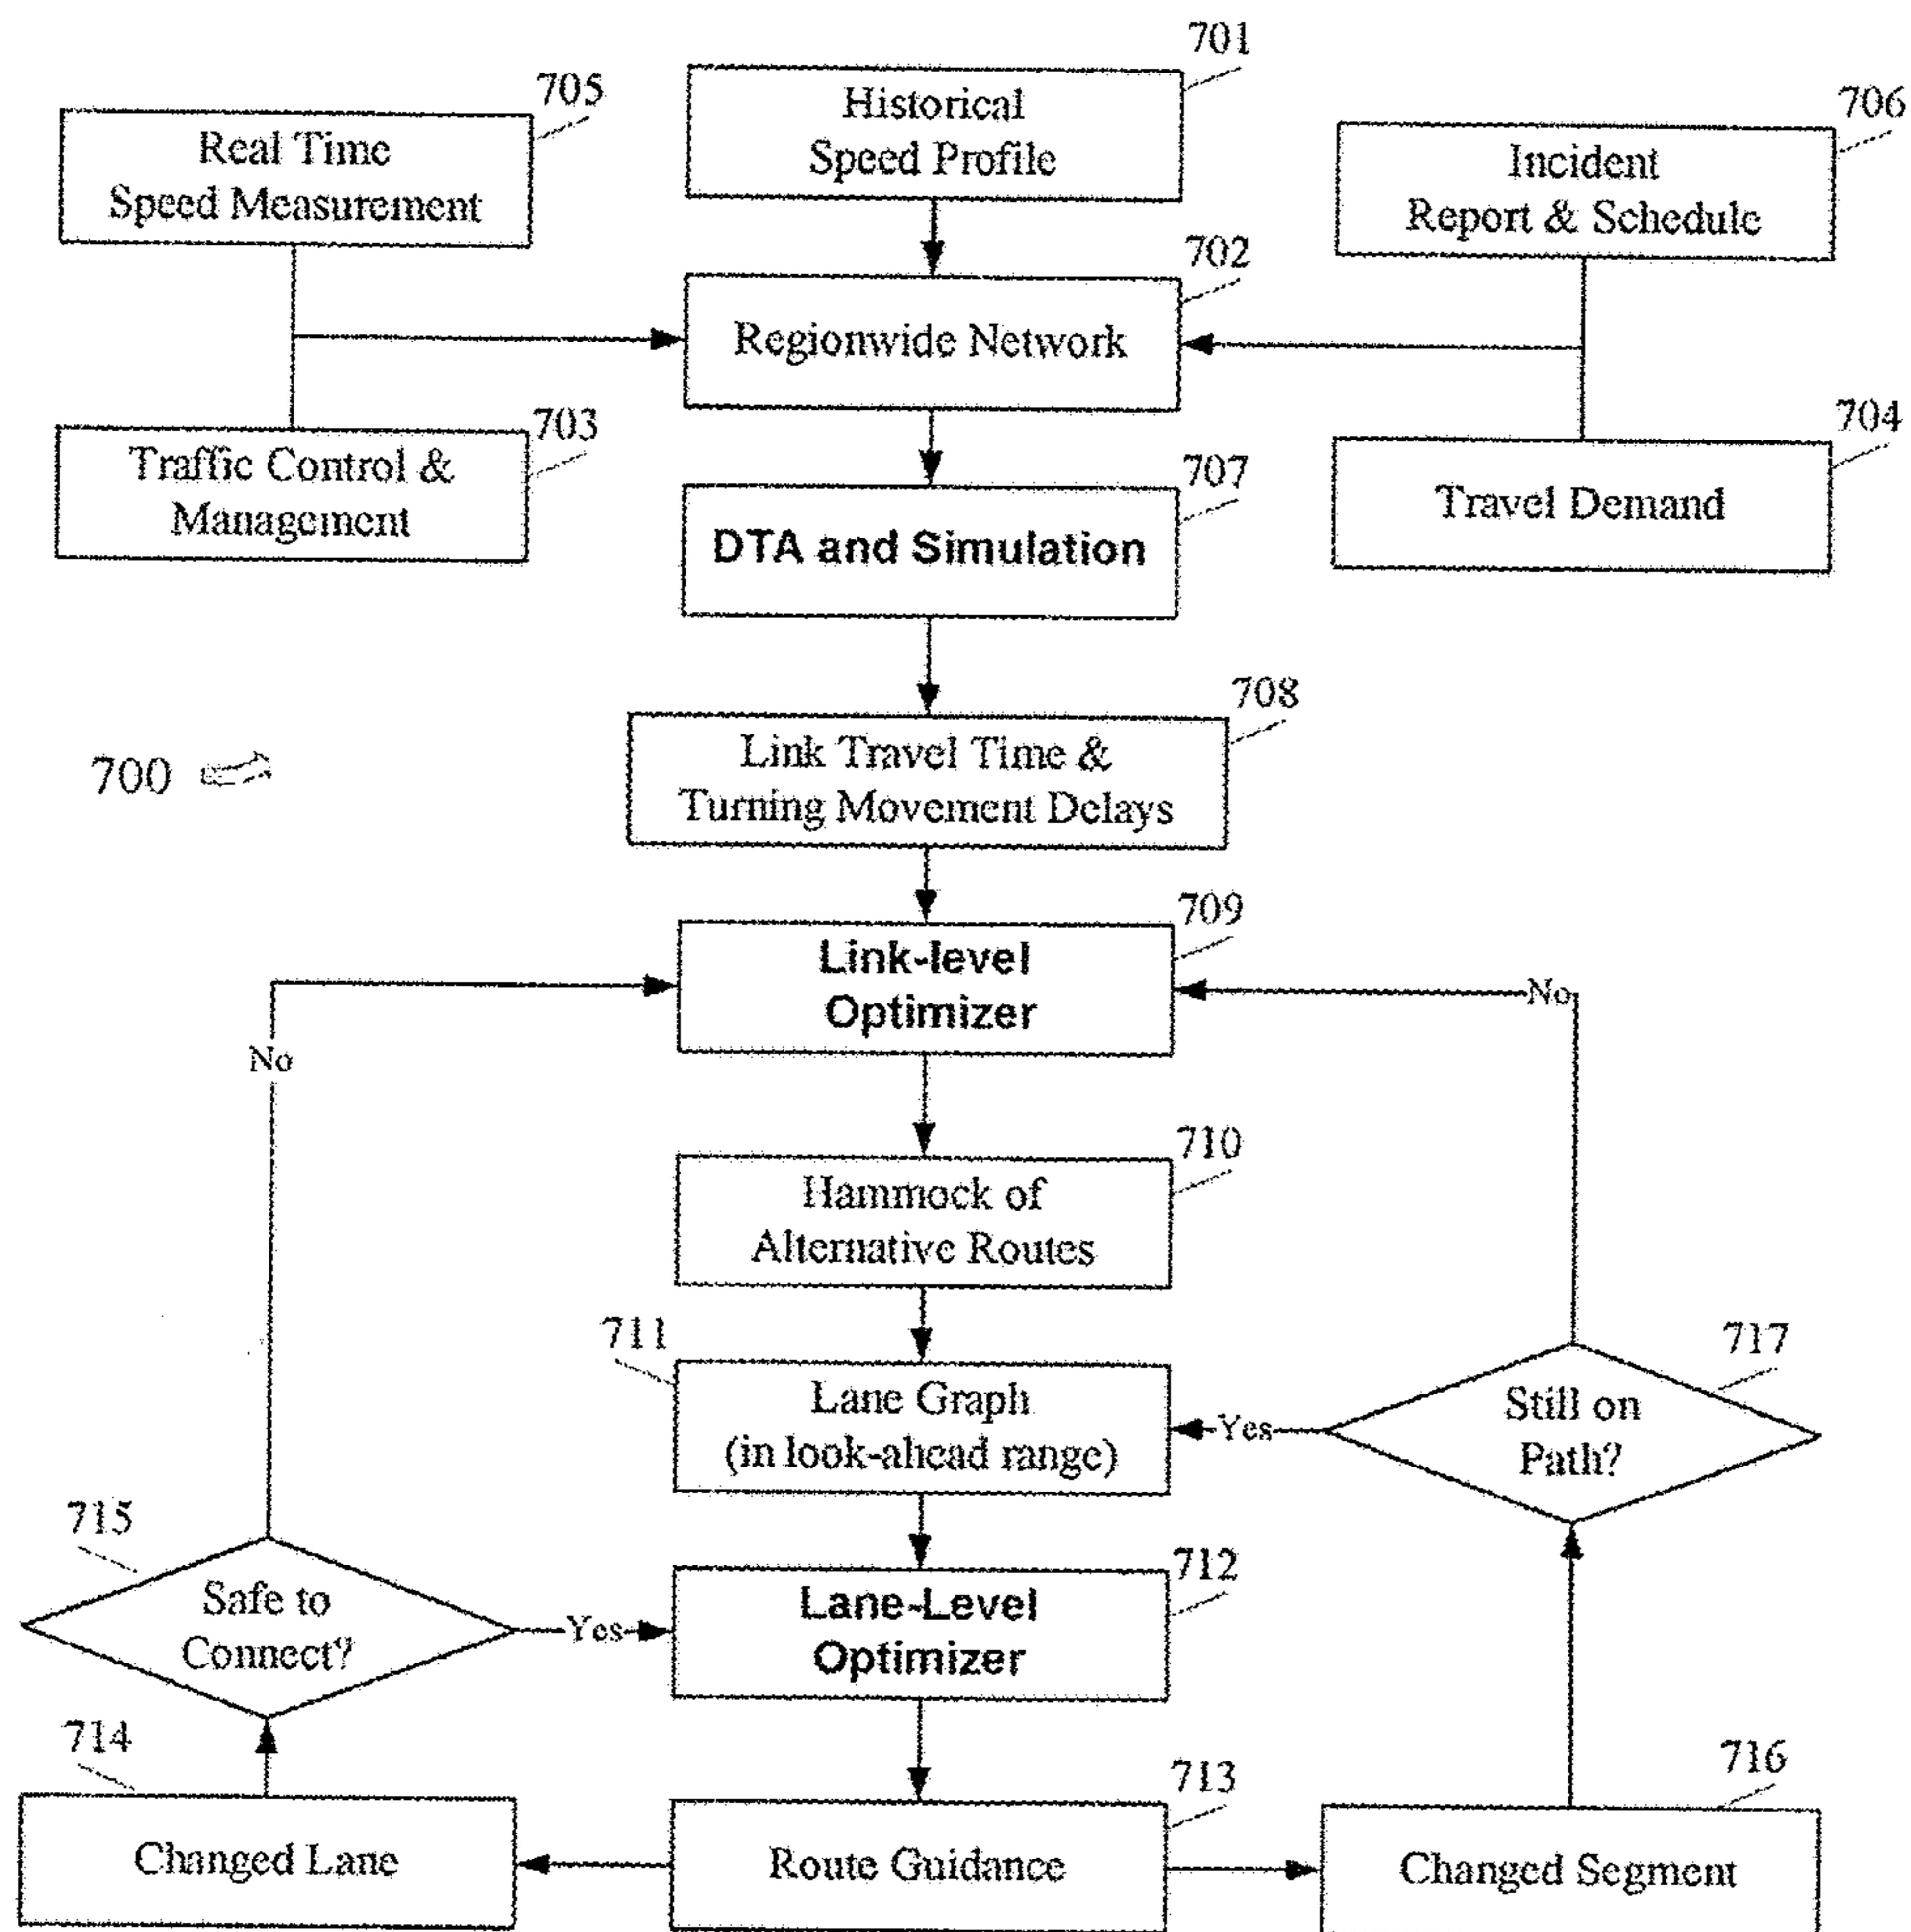 701
Historical
Speed Profile
705
Real Time
Speed Measurement
706
Incident
Report & Schedule
702
Regionwide Network
703
Traffic Control &
Management
704
Travel Demand
707
DTA and Simulation
708
Link Travel Time &
Turning Movement Delays
700
709
Link-level
Optimizer
No
No
710
Hammock of
Alternative Routes
711
Lane Graph
(in look-ahead range)
Yes
717
Still on
Path?
715
Safe to
Connect?
Yes
712
Lane-Level
Optimizer
714
Changed Lane
713
Route Guidance
716
Changed Segment